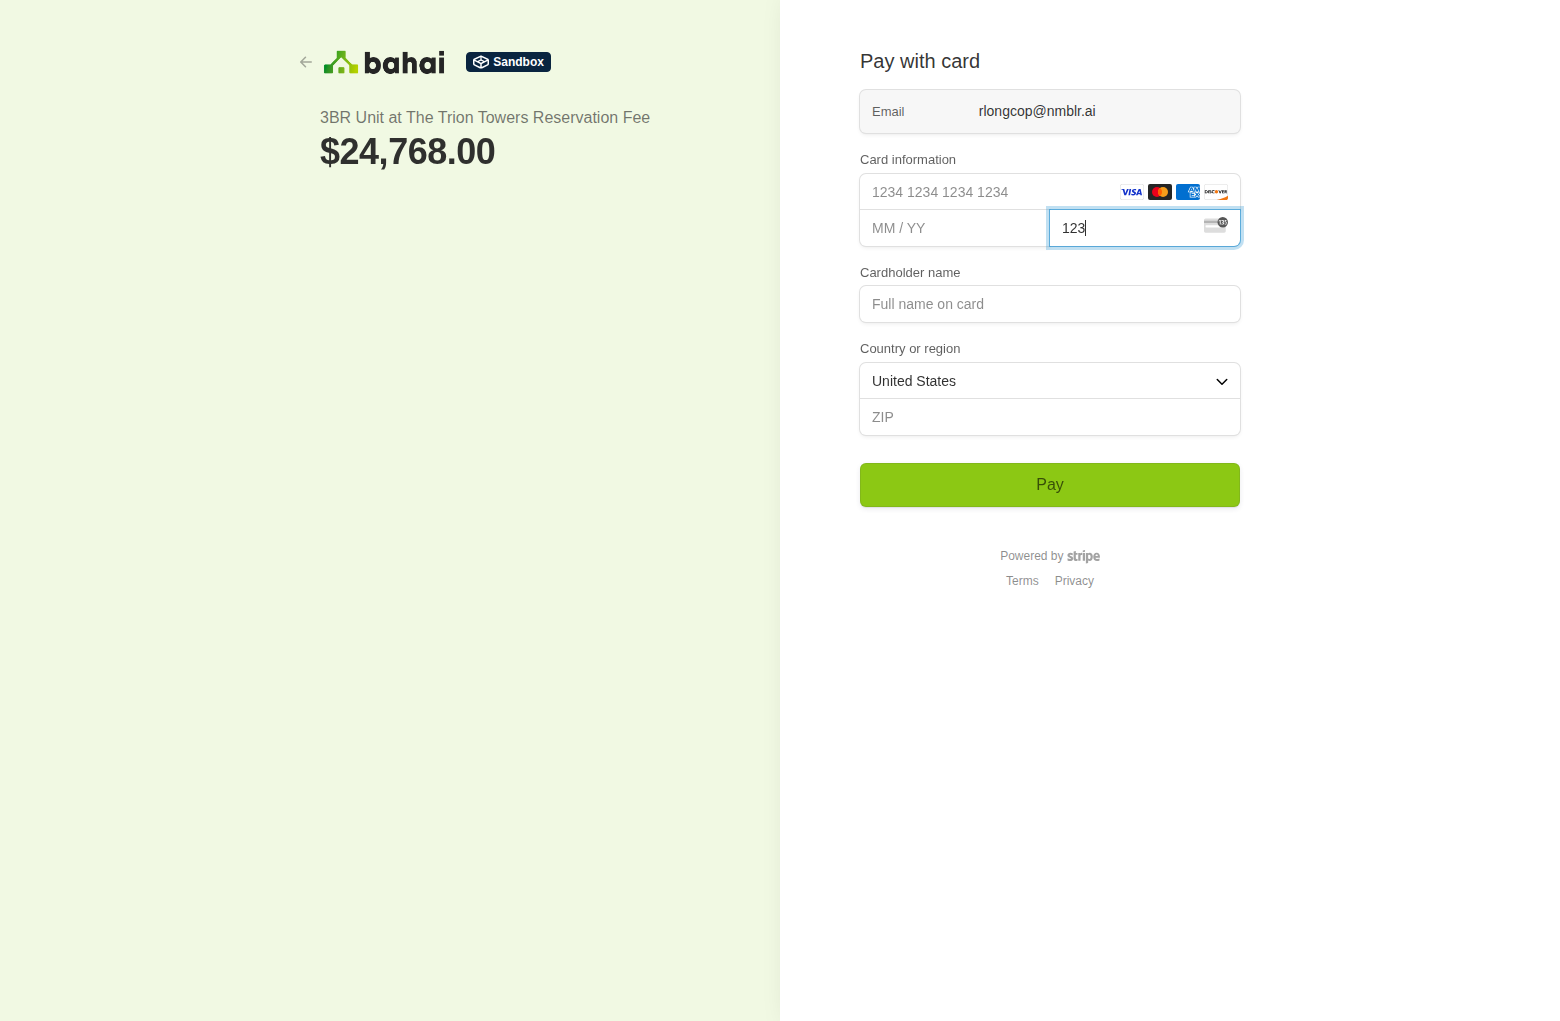 bahai
Sandbox
3BR Unit at The Trion Towers Reservation Fee
$24,768.00
Pay with card
Email rlongcop@nmblr.ai
Card information
1234 1234 1234 1234 VISA AMEX DISCOVER
MM / YY 123
Cardholder name
Full name on card
Country or region
United States
ZIP
Pay
Powered by stripe
Terms Privacy